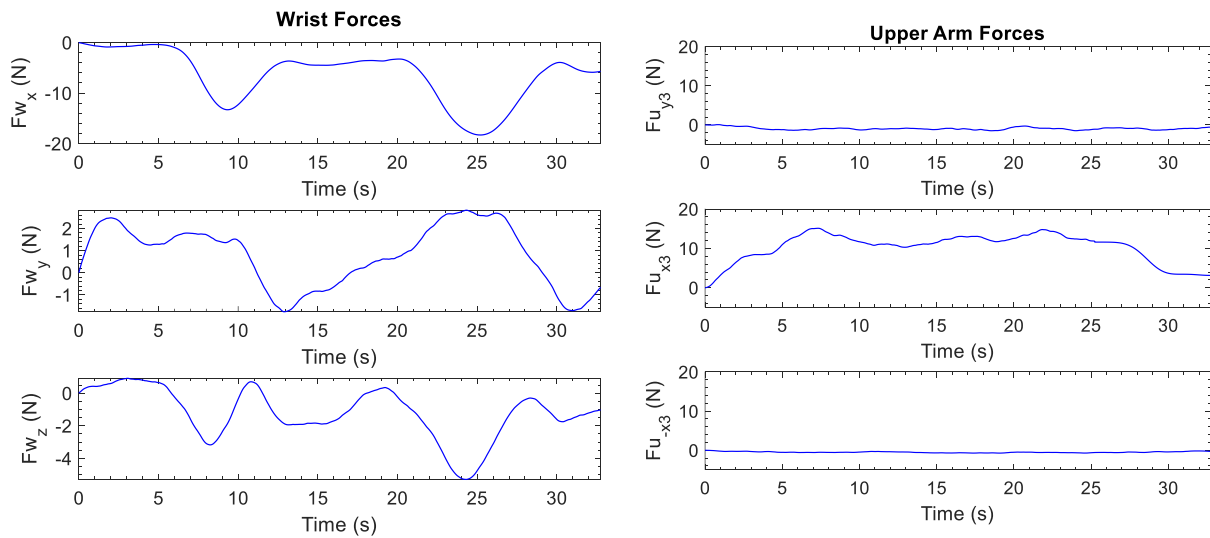 Wrist Forces
0
-10
-20
Fw_x (N)
0 5 10 15 20 25 30
Time (s)
2
1
0
-1
Fw_y (N)
0 5 10 15 20 25 30
Time (s)
0
-2
-4
Fw_z (N)
0 5 10 15 20 25 30
Time (s)
Upper Arm Forces
20
10
0
Fu_y3 (N)
0 5 10 15 20 25 30
Time (s)
20
10
0
Fu_x3 (N)
0 5 10 15 20 25 30
Time (s)
20
10
0
Fu_-x3 (N)
0 5 10 15 20 25 30
Time (s)